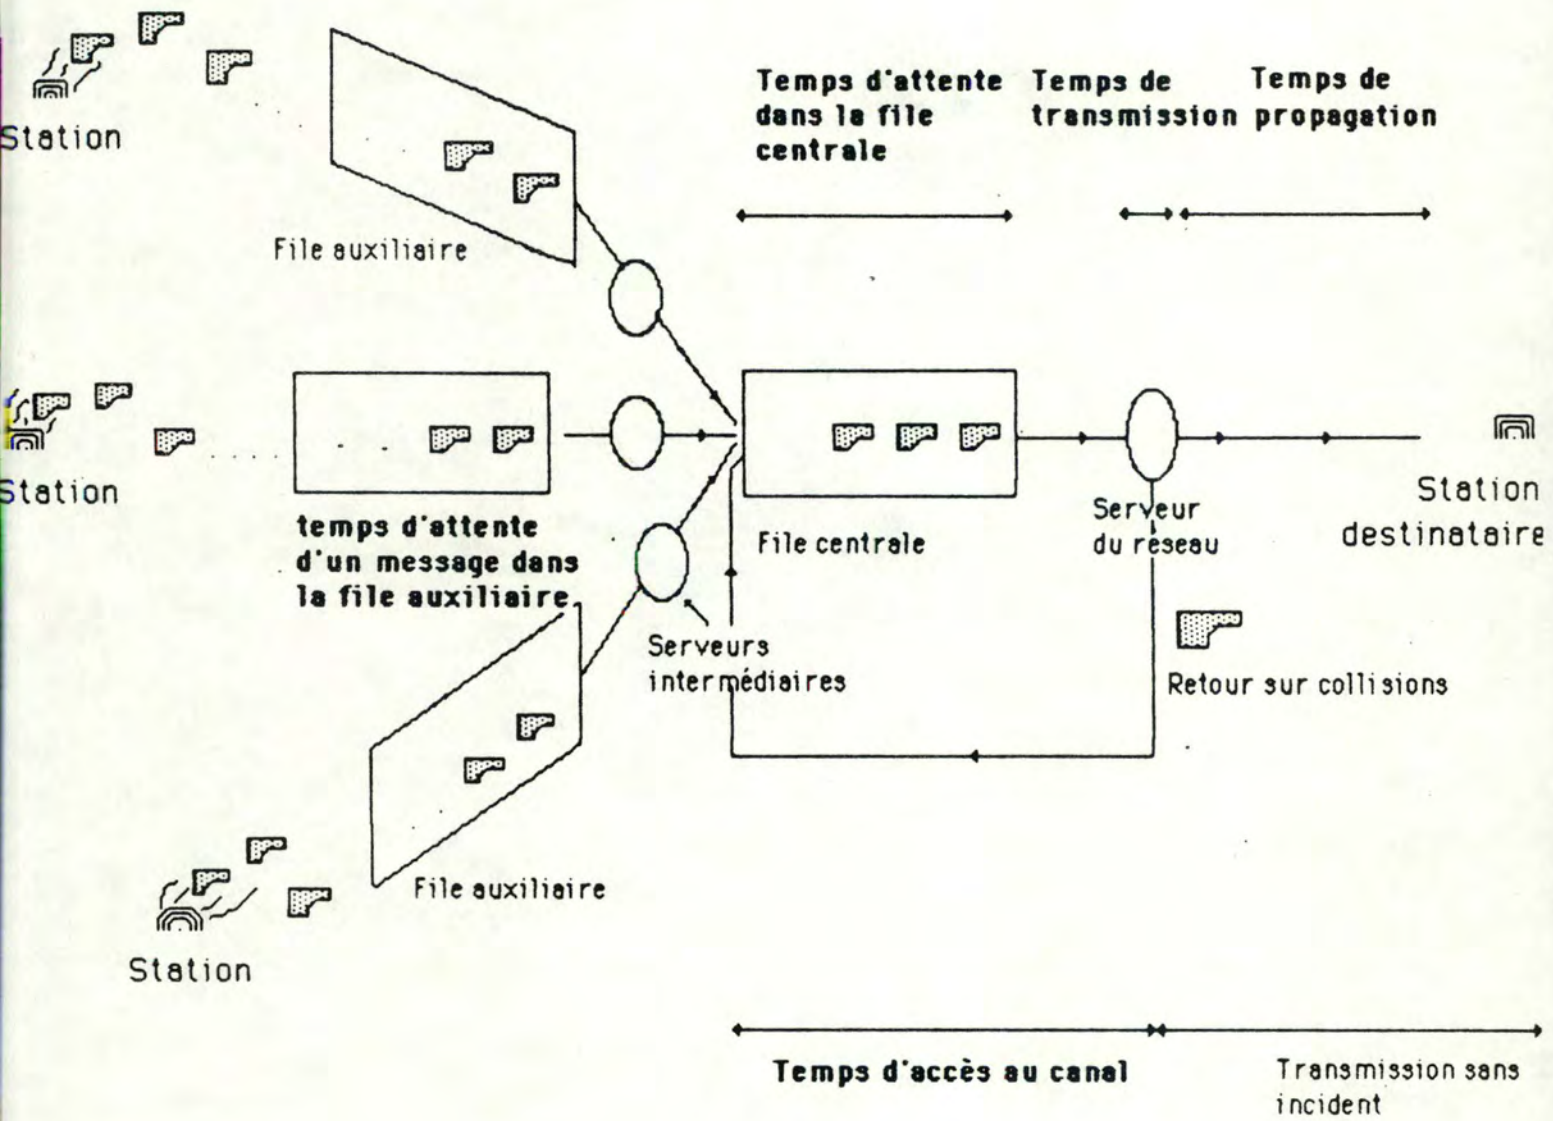 Station
File auxiliaire
Temps d'attente
dans la file
centrale
Temps de
transmission
Temps de
propagation
Station
temps d'attente
d'un message dans
la file auxiliaire
File centrale
Serveur
du réseau
Station
destinataire
Serveurs
intermédiaires
Retour sur collisions
File auxiliaire
Station
Temps d'accès au canal
Transmission sans
incident